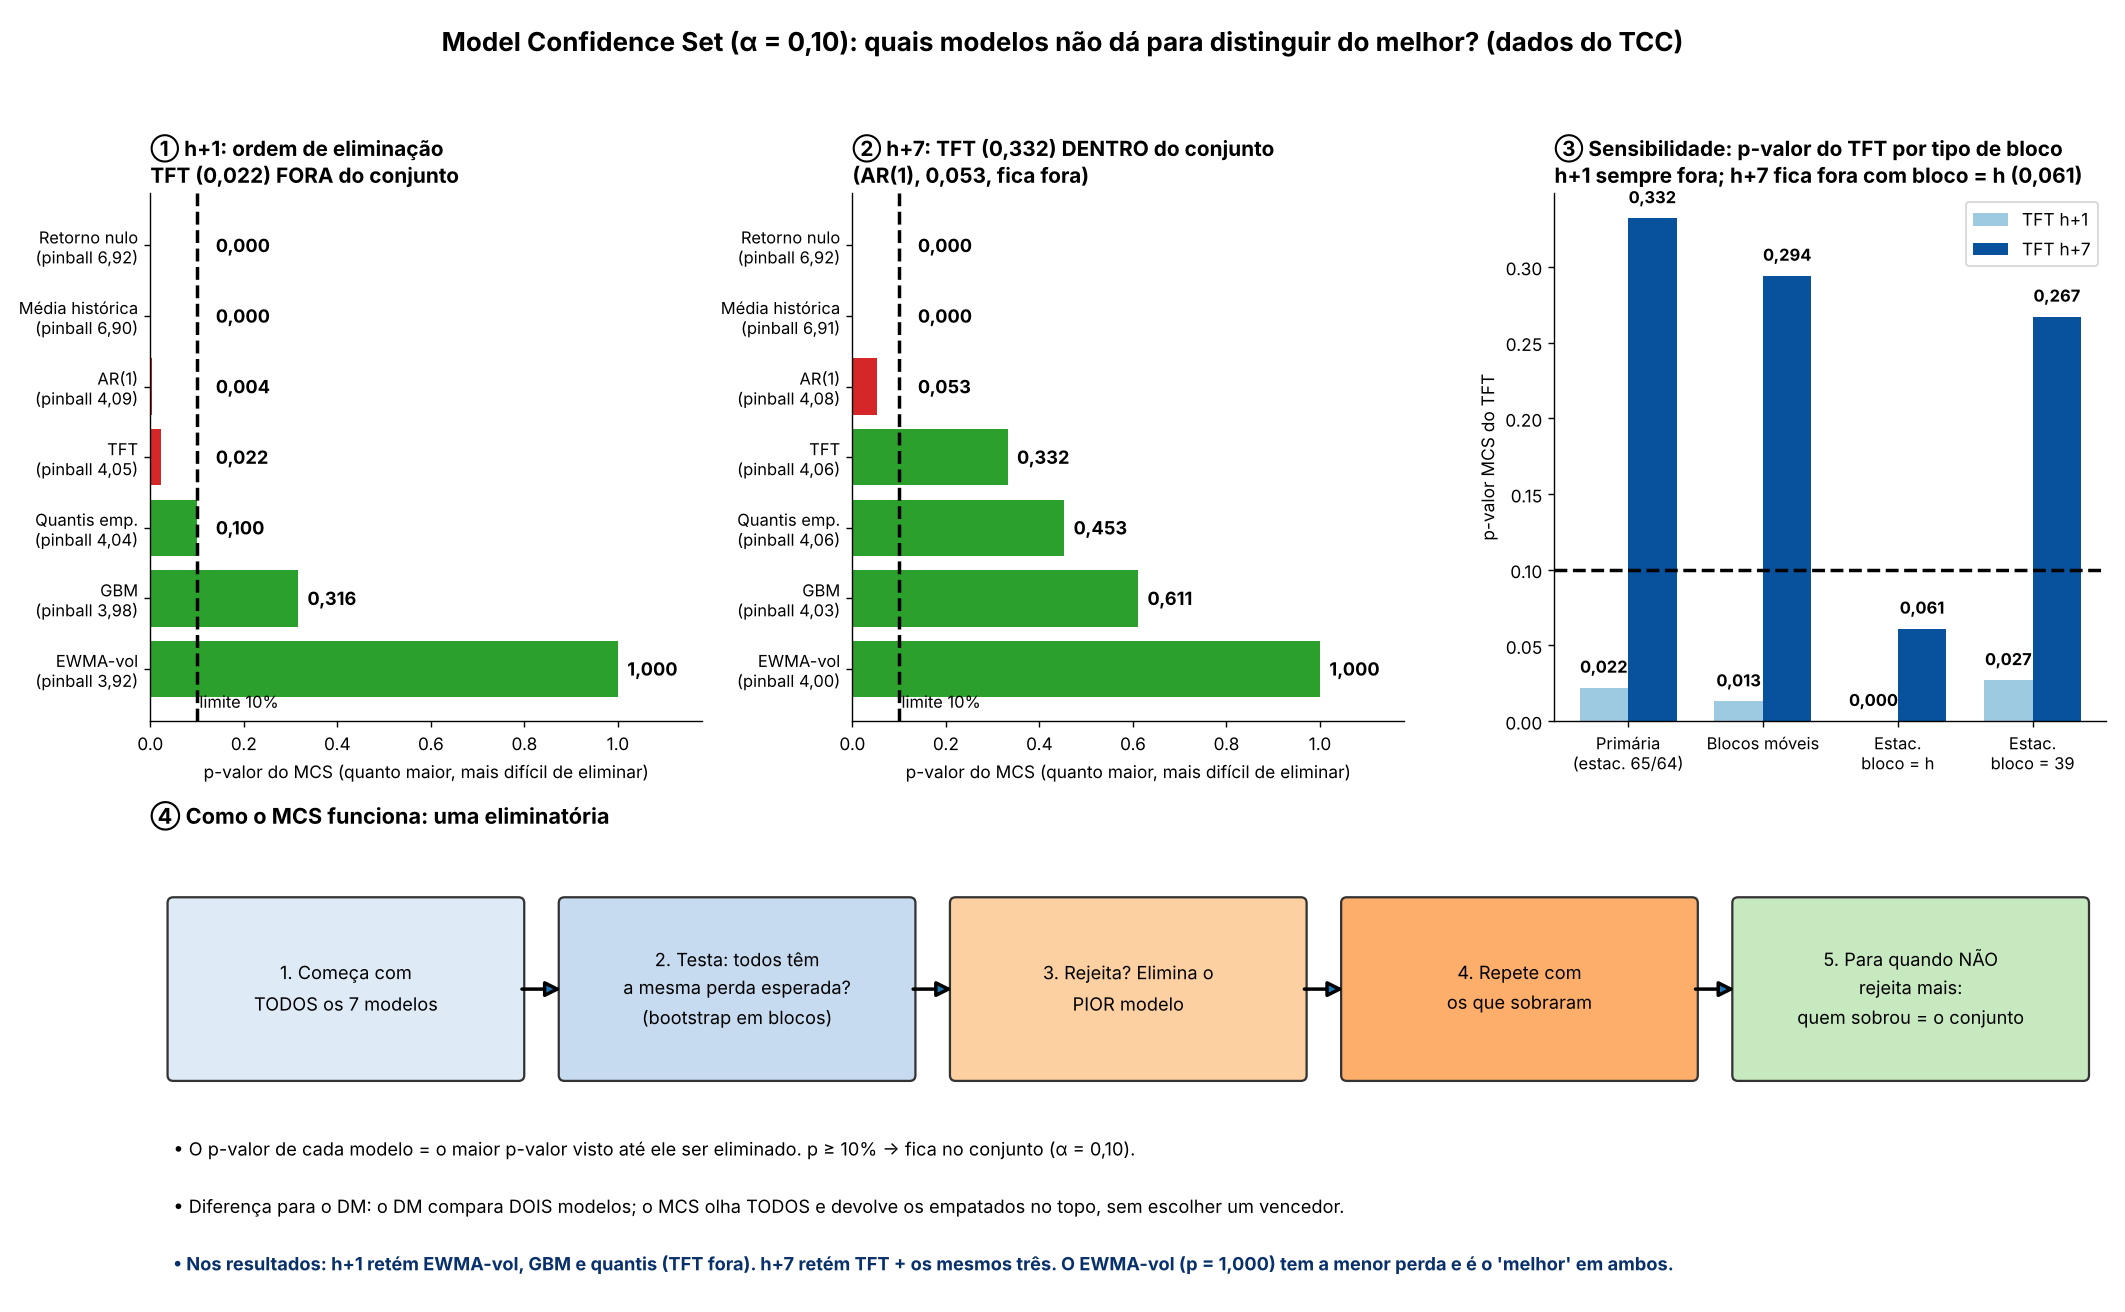 Model Confidence Set (α = 0,10): quais modelos não dá para distinguir do melhor? (dados do TCC)
① h+1: ordem de eliminação
TFT (0,022) FORA do conjunto
Retorno nulo
(pinball 6,92)
0,000
Média histórica
(pinball 6,90)
0,000
AR(1)
(pinball 4,09)
0,004
TFT
(pinball 4,05)
0,022
Quantis emp.
(pinball 4,04)
0,100
GBM
(pinball 3,98)
0,316
EWMA-vol
(pinball 3,92)
1,000
limite 10%
0.0 0.2 0.4 0.6 0.8 1.0
p-valor do MCS (quanto maior, mais difícil de eliminar)
② h+7: TFT (0,332) DENTRO do conjunto
(AR(1), 0,053, fica fora)
Retorno nulo
(pinball 6,92)
0,000
Média histórica
(pinball 6,91)
0,000
AR(1)
(pinball 4,08)
0,053
TFT
(pinball 4,06)
0,332
Quantis emp.
(pinball 4,06)
0,453
GBM
(pinball 4,03)
0,611
EWMA-vol
(pinball 4,00)
1,000
limite 10%
0.0 0.2 0.4 0.6 0.8 1.0
p-valor do MCS (quanto maior, mais difícil de eliminar)
③ Sensibilidade: p-valor do TFT por tipo de bloco
h+1 sempre fora; h+7 fica fora com bloco = h (0,061)
TFT h+1
TFT h+7
p-valor MCS do TFT
0.30
0.25
0.20
0.15
0.10
0.05
0.00
0,022
0,332
0,013
0,294
0,000
0,061
0,027
0,267
Primária
(estac. 65/64)
Blocos móveis
Estac.
bloco = h
Estac.
bloco = 39
④ Como o MCS funciona: uma eliminatória
1. Começa com
TODOS os 7 modelos
2. Testa: todos têm
a mesma perda esperada?
(bootstrap em blocos)
3. Rejeita? Elimina o
PIOR modelo
4. Repete com
os que sobraram
5. Para quando NÃO
rejeita mais:
quem sobrou = o conjunto
• O p-valor de cada modelo = o maior p-valor visto até ele ser eliminado. p ≥ 10% → fica no conjunto (α = 0,10).
• Diferença para o DM: o DM compara DOIS modelos; o MCS olha TODOS e devolve os empatados no topo, sem escolher um vencedor.
• Nos resultados: h+1 retém EWMA-vol, GBM e quantis (TFT fora). h+7 retém TFT + os mesmos três. O EWMA-vol (p = 1,000) tem a menor perda e é o 'melhor' em ambos.